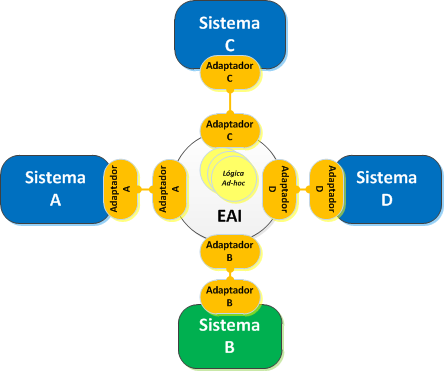 Sistema
C
Adaptador
C
Adaptador
C
Lógica
Ad-hoc
EAI
Sistema
A
Adaptador
A
Adaptador
A
Adaptador
D
Adaptador
D
Sistema
D
Adaptador
B
Adaptador
B
Sistema
B